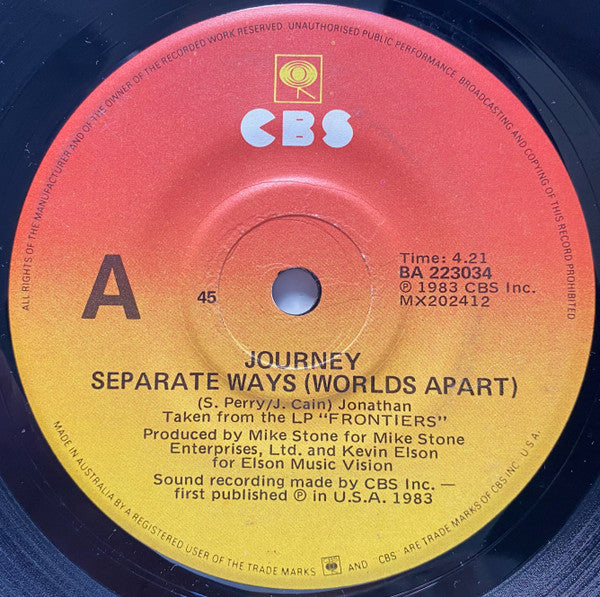 ALL RIGHTS OF THE MANUFACTURER AND OF THE OWNER OF THE RECORDED WORK RESERVED. UNAUTHORISED PUBLIC PERFORMANCE, BROADCASTING AND COPYING OF THIS RECORD PROHIBITED
CBS
A
45
Time: 4.21
BA 223034
℗ 1983 CBS Inc.
MX202412
JOURNEY
SEPARATE WAYS (WORLDS APART)
(S. Perry/J. Cain) Jonathan
Taken from the LP "FRONTIERS"
Produced by Mike Stone for Mike Stone
Enterprises, Ltd. and Kevin Elson
for Elson Music Vision
Sound recording made by CBS Inc. —
first published ℗ in U.S.A. 1983
MADE IN AUSTRALIA BY A REGISTERED USER OF THE TRADE MARKS AND CBS ARE TRADE MARKS OF CBS INC. U.S.A.